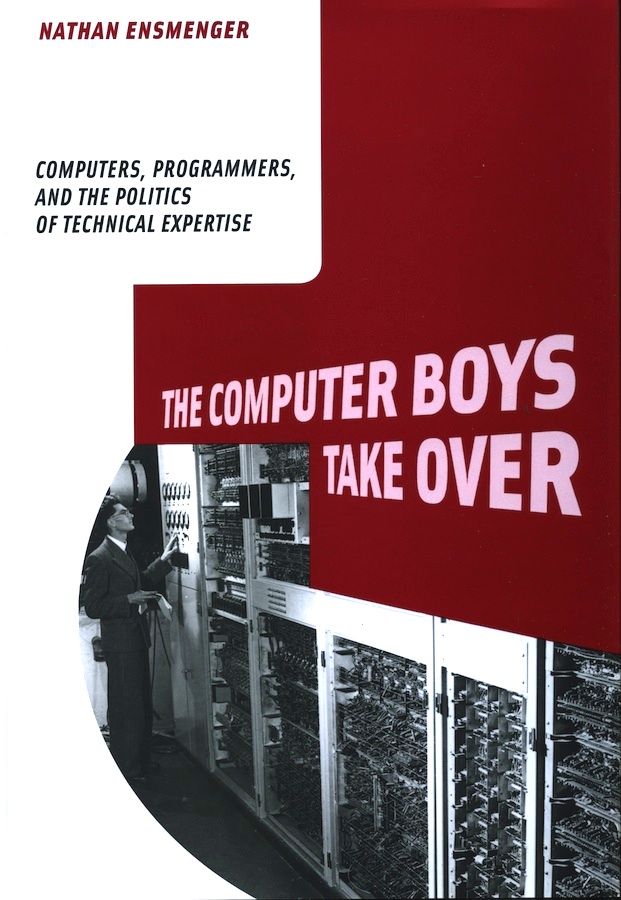 NATHAN ENSMENGER
COMPUTERS, PROGRAMMERS,
AND THE POLITICS
OF TECHNICAL EXPERTISE
THE COMPUTER BOYS
TAKE OVER